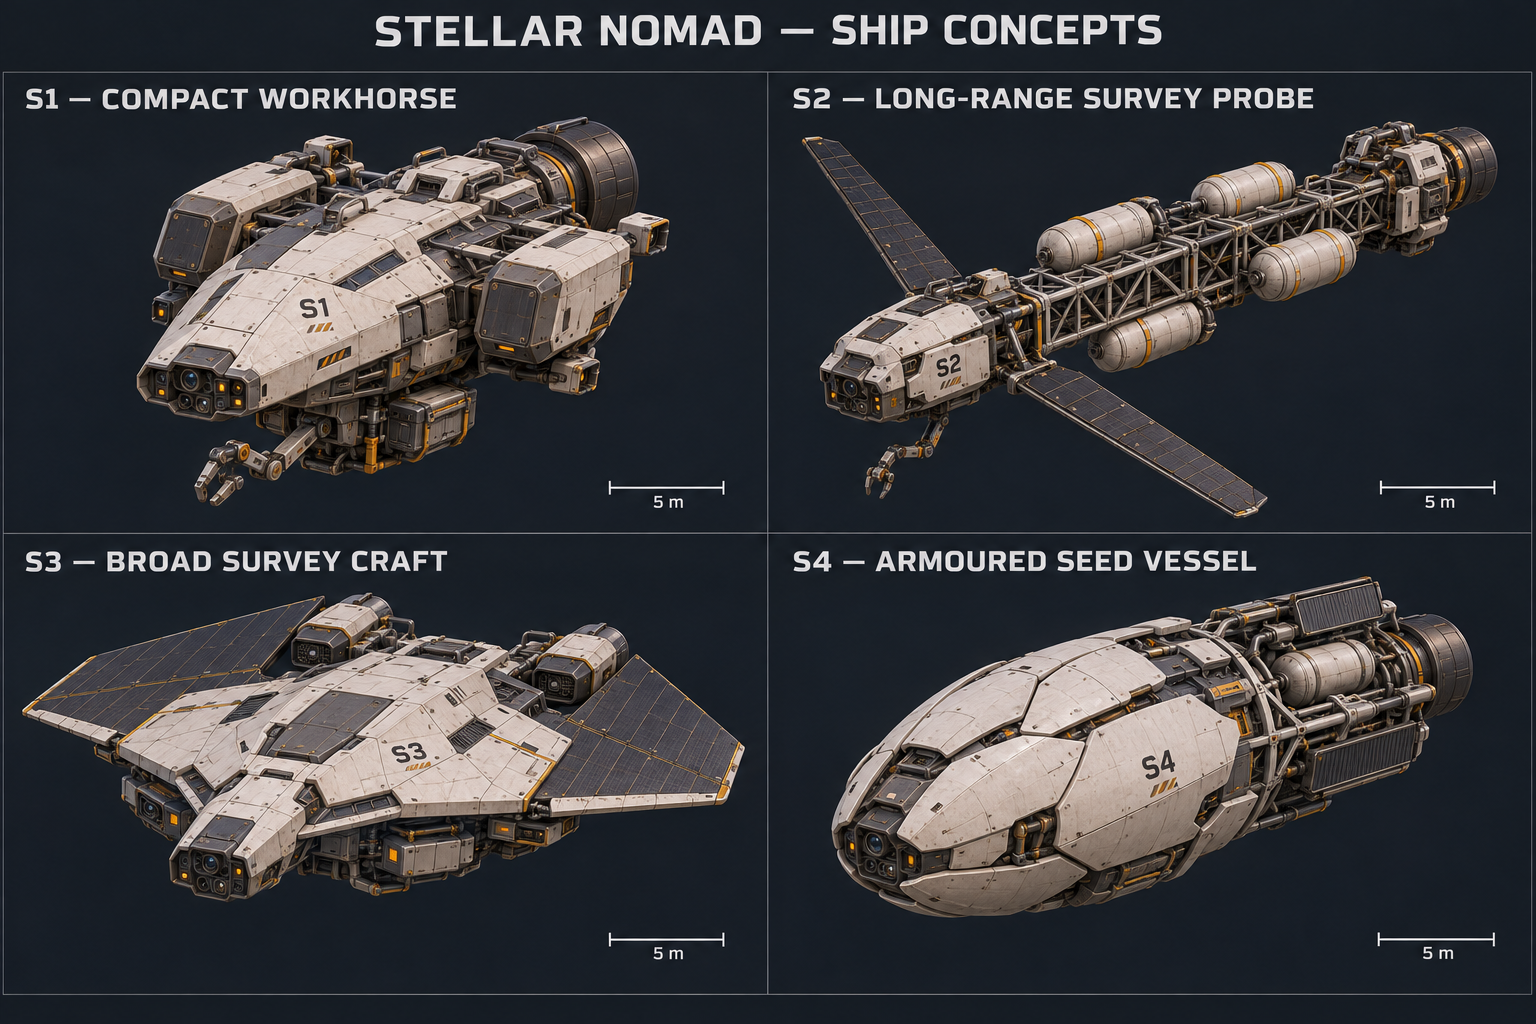 STELLAR NOMAD — SHIP CONCEPTS
S1 — COMPACT WORKHORSE
S1
5 m
S2 — LONG-RANGE SURVEY PROBE
S2
5 m
S3 — BROAD SURVEY CRAFT
S3
5 m
S4 — ARMOURED SEED VESSEL
S4
5 m